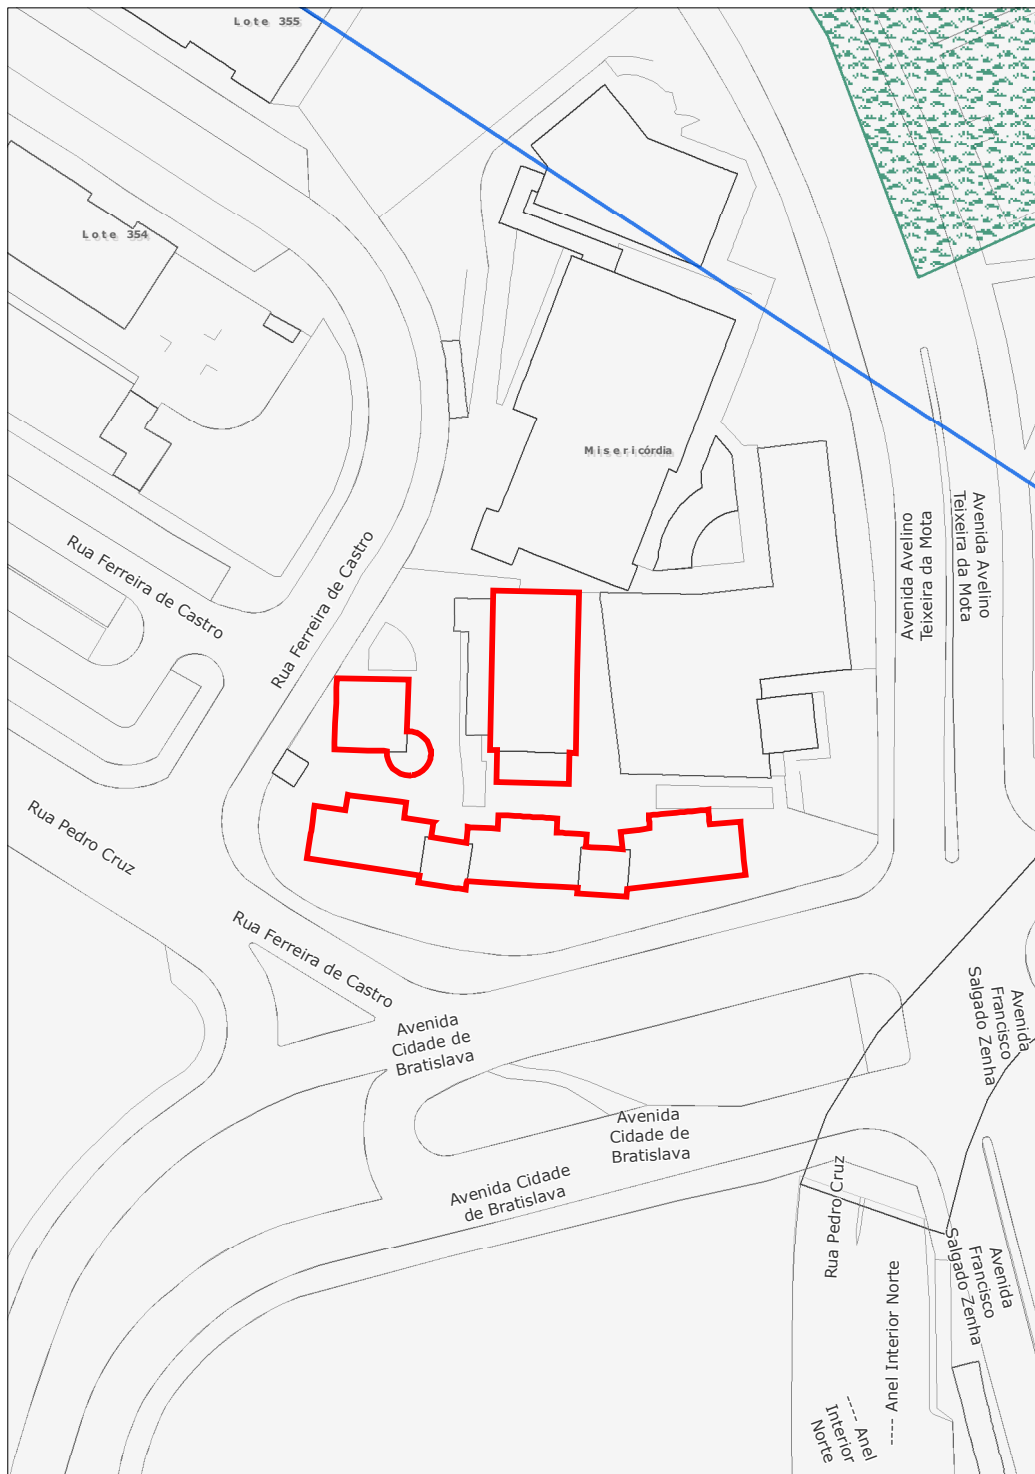 Lote 355
Lote 354
Misericórdia
Avenida Avelino
Teixeira da Mota
Avenida Avelino
Teixeira da Mota
Rua Ferreira de Castro
Rua Ferreira de Castro
Rua Pedro Cruz
Rua Ferreira de Castro
Avenida
Cidade de
Bratislava
Avenida
Francisco
Salgado Zenha
Avenida
Cidade de
Bratislava
Avenida Cidade
de Bratislava
Rua Pedro Cruz
Avenida
Francisco
Salgado Zenha
---- Anel Interior Norte
---- Anel
Interior
Norte